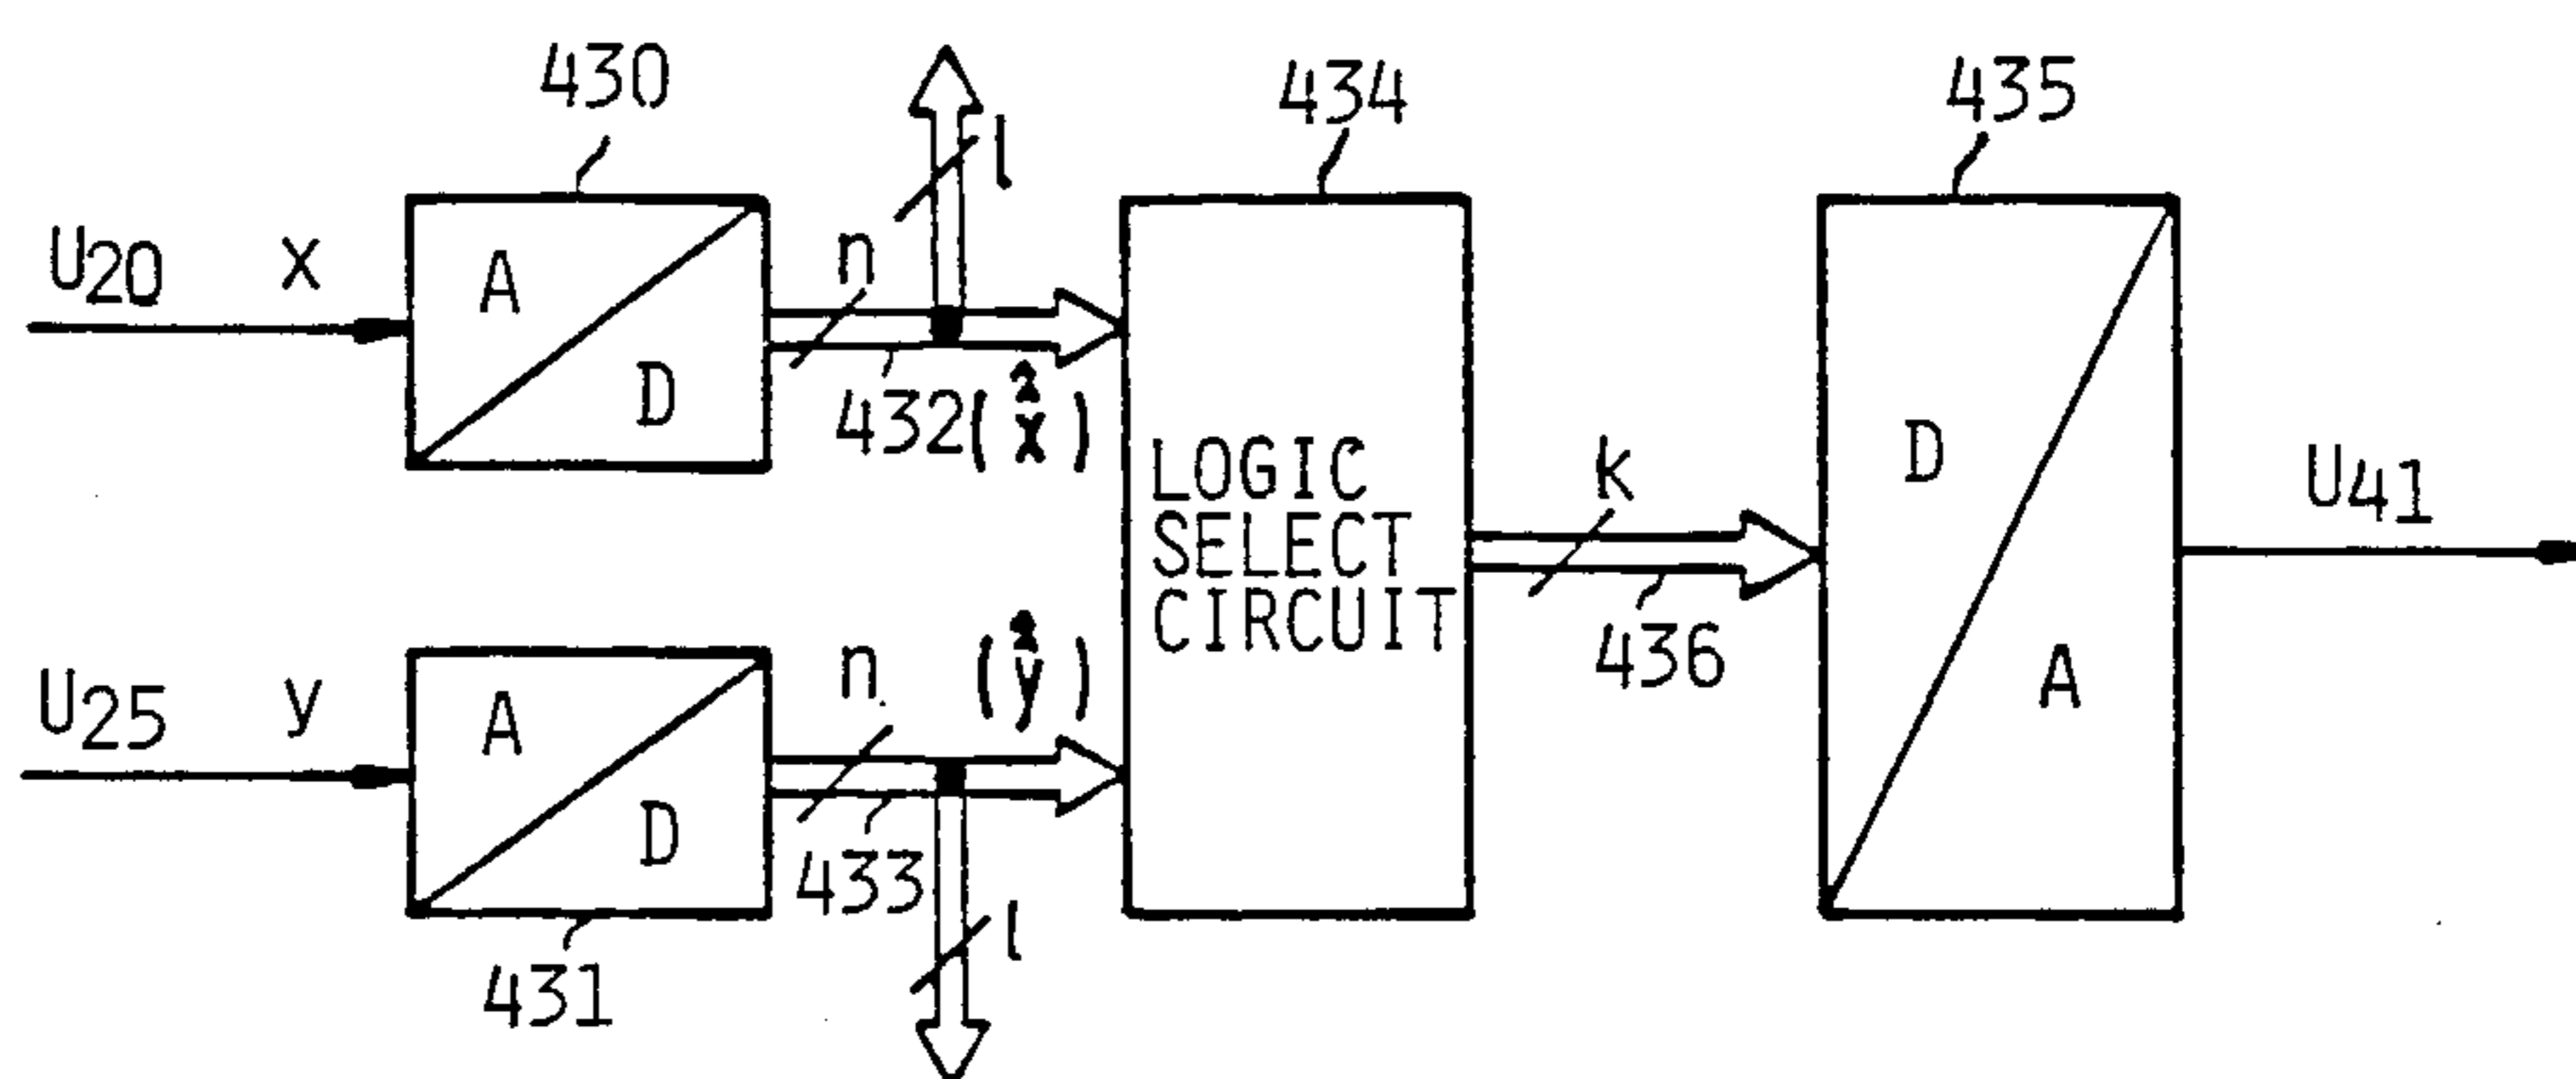 430
434
435
l
U20 x
n
A
D
432(x̂)
LOGIC
SELECT
CIRCUIT
D
A
k
436
U41
U25 y
n
(ŷ)
A
D
433
l
431